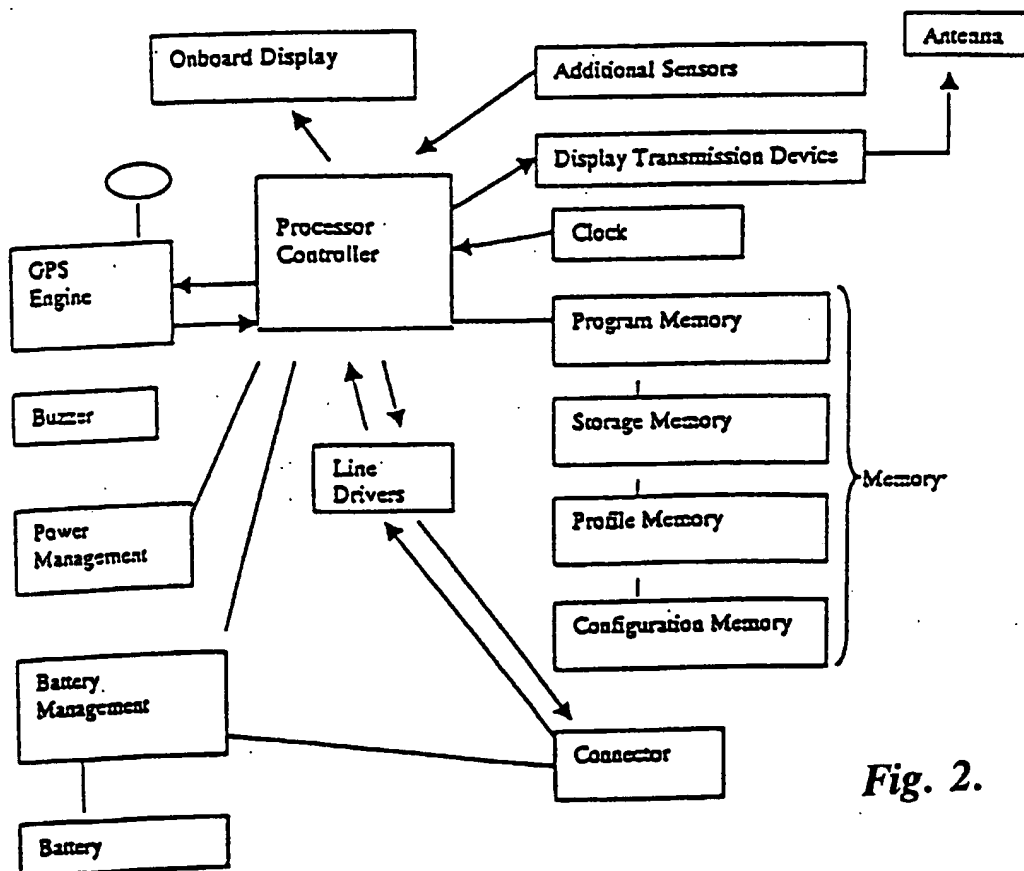 Onboard Display
Additional Sensors
Antenna
Display Transmission Device
Processor
Controller
Clock
GPS
Engine
Program Memory
Buzzer
Storage Memory
Line
Drivers
Memory
Profile Memory
Power
Management
Configuration Memory
Battery
Management
Connector
Fig. 2.
Battery